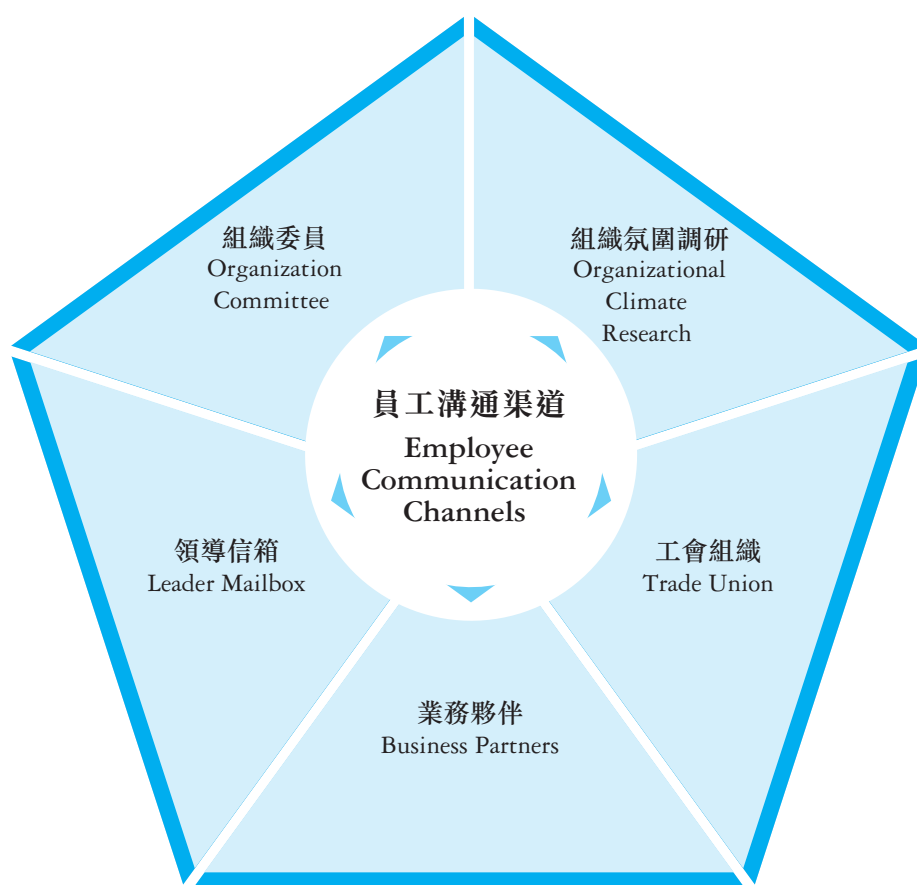 組織委員
Organization
Committee
組織氛圍調研
Organizational
Climate
Research
員工溝通渠道
Employee
Communication
Channels
領導信箱
Leader Mailbox
工會組織
Trade Union
業務夥伴
Business Partners